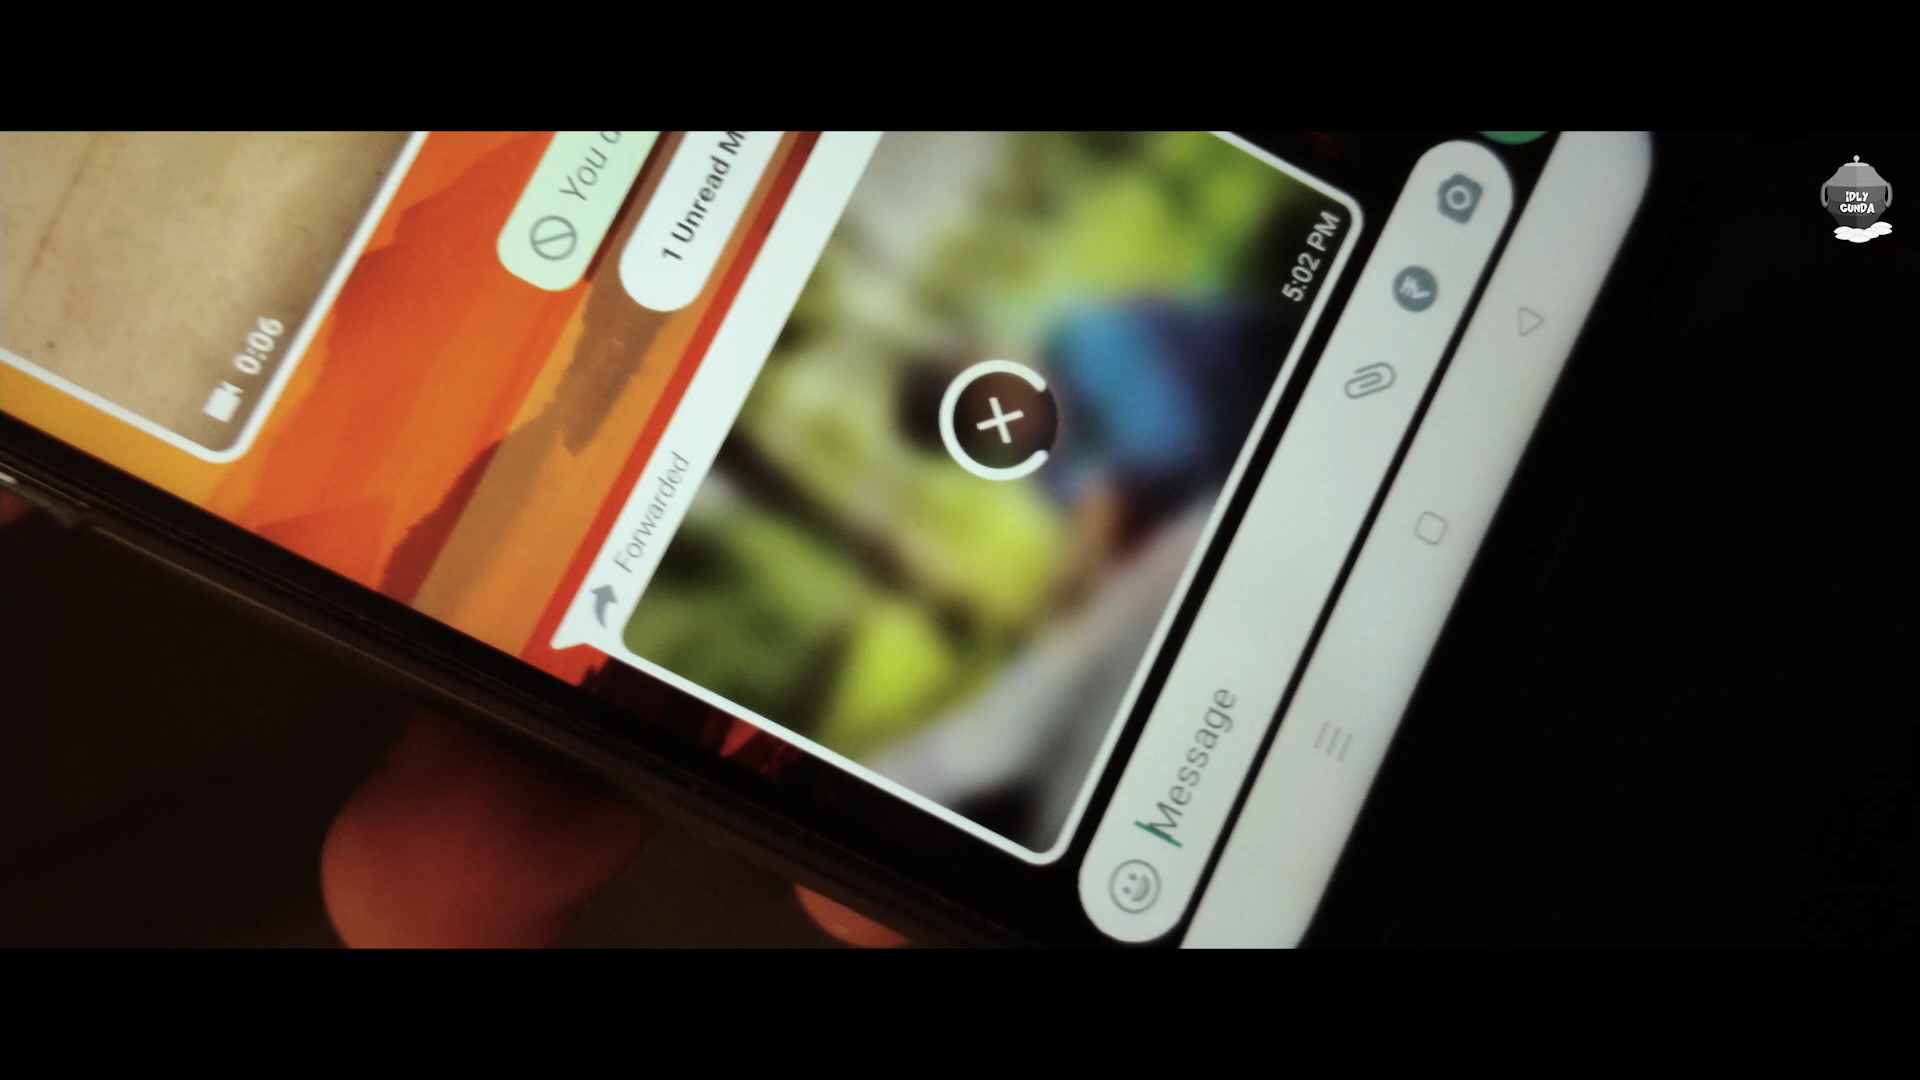 0:06
You d
1 Unread M
Forwarded
5:02 PM
Message
IDLY
GUNDA